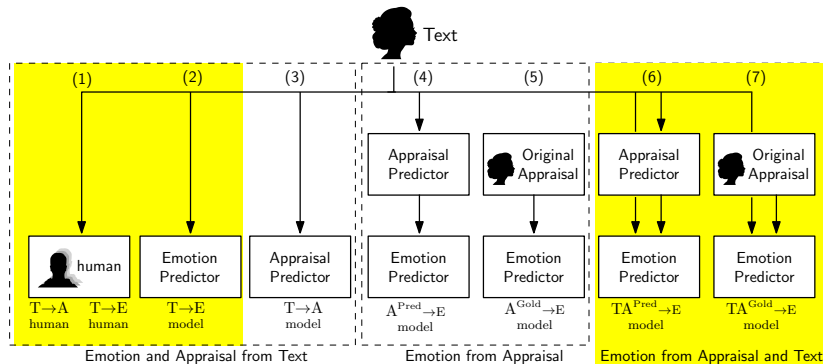 Text
(1) (2) (3) (4) (5) (6) (7)
Appraisal Predictor
Original Appraisal
Appraisal Predictor
Original Appraisal
human
Emotion Predictor
Appraisal Predictor
Emotion Predictor
Emotion Predictor
Emotion Predictor
Emotion Predictor
T→A human
T→E human
T→E model
T→A model
A^Pred→E model
A^Gold→E model
TA^Pred→E model
TA^Gold→E model
Emotion and Appraisal from Text
Emotion from Appraisal
Emotion from Appraisal and Text